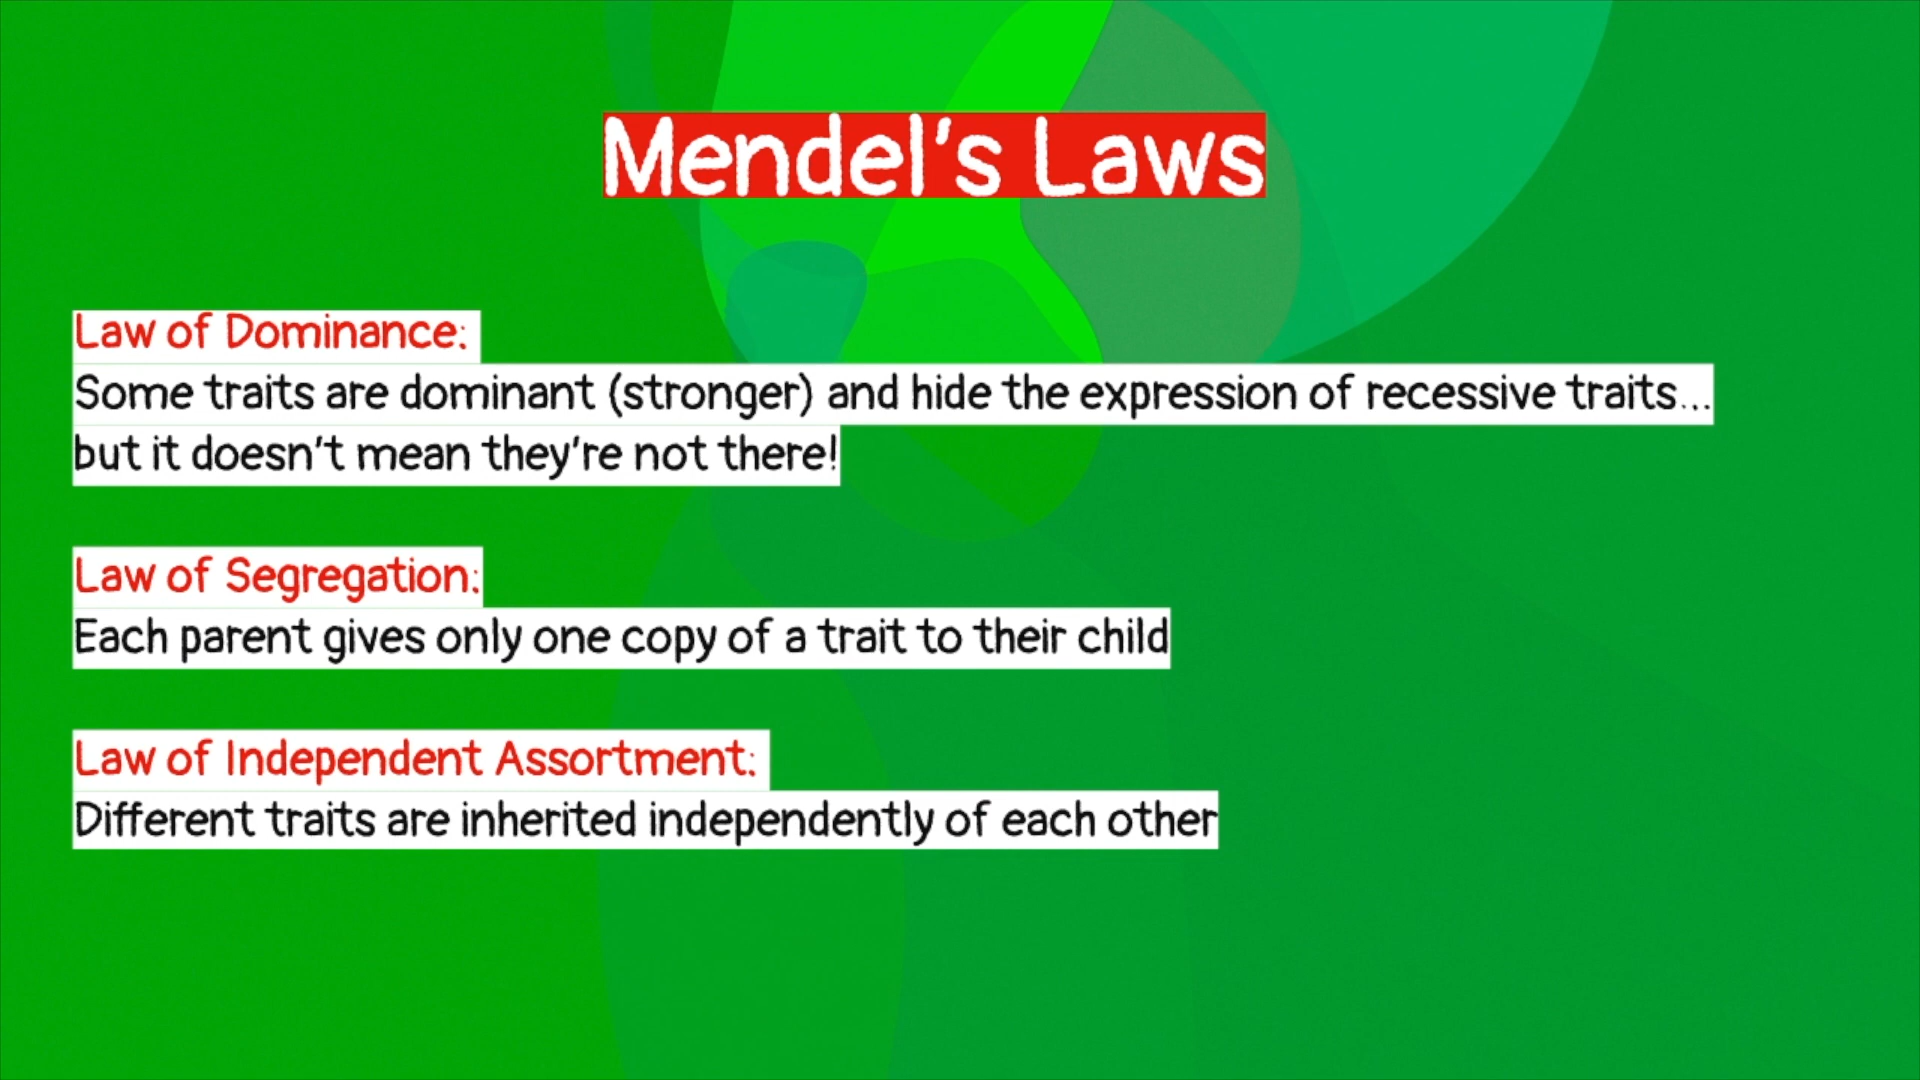 Mendel's Laws
Law of Dominance:
Some traits are dominant (stronger) and hide the expression of recessive traits...
but it doesn't mean they're not there!
Law of Segregation:
Each parent gives only one copy of a trait to their child
Law of Independent Assortment:
Different traits are inherited independently of each other